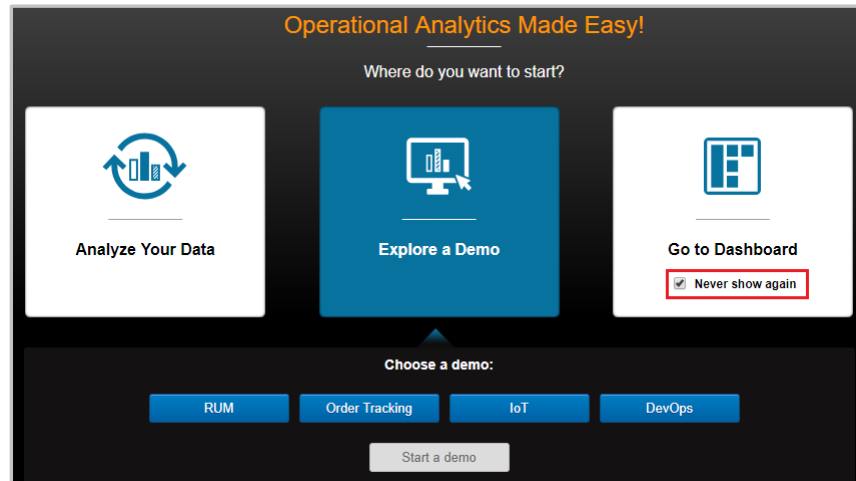 Operational Analytics Made Easy!
Where do you want to start?
Analyze Your Data
Explore a Demo
Go to Dashboard
Never show again
Choose a demo:
RUM
Order Tracking
IoT
DevOps
Start a demo